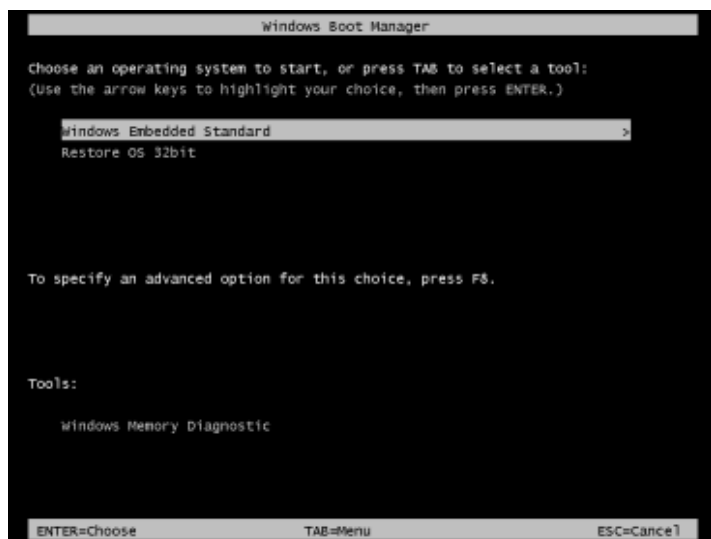 Windows Boot Manager
Choose an operating system to start, or press TAB to select a tool:
(Use the arrow keys to highlight your choice, then press ENTER.)
Windows Embedded Standard >
Restore OS 32bit
To specify an advanced option for this choice, press F8.
Tools:
Windows Memory Diagnostic
ENTER=Choose TAB=Menu ESC=Cancel